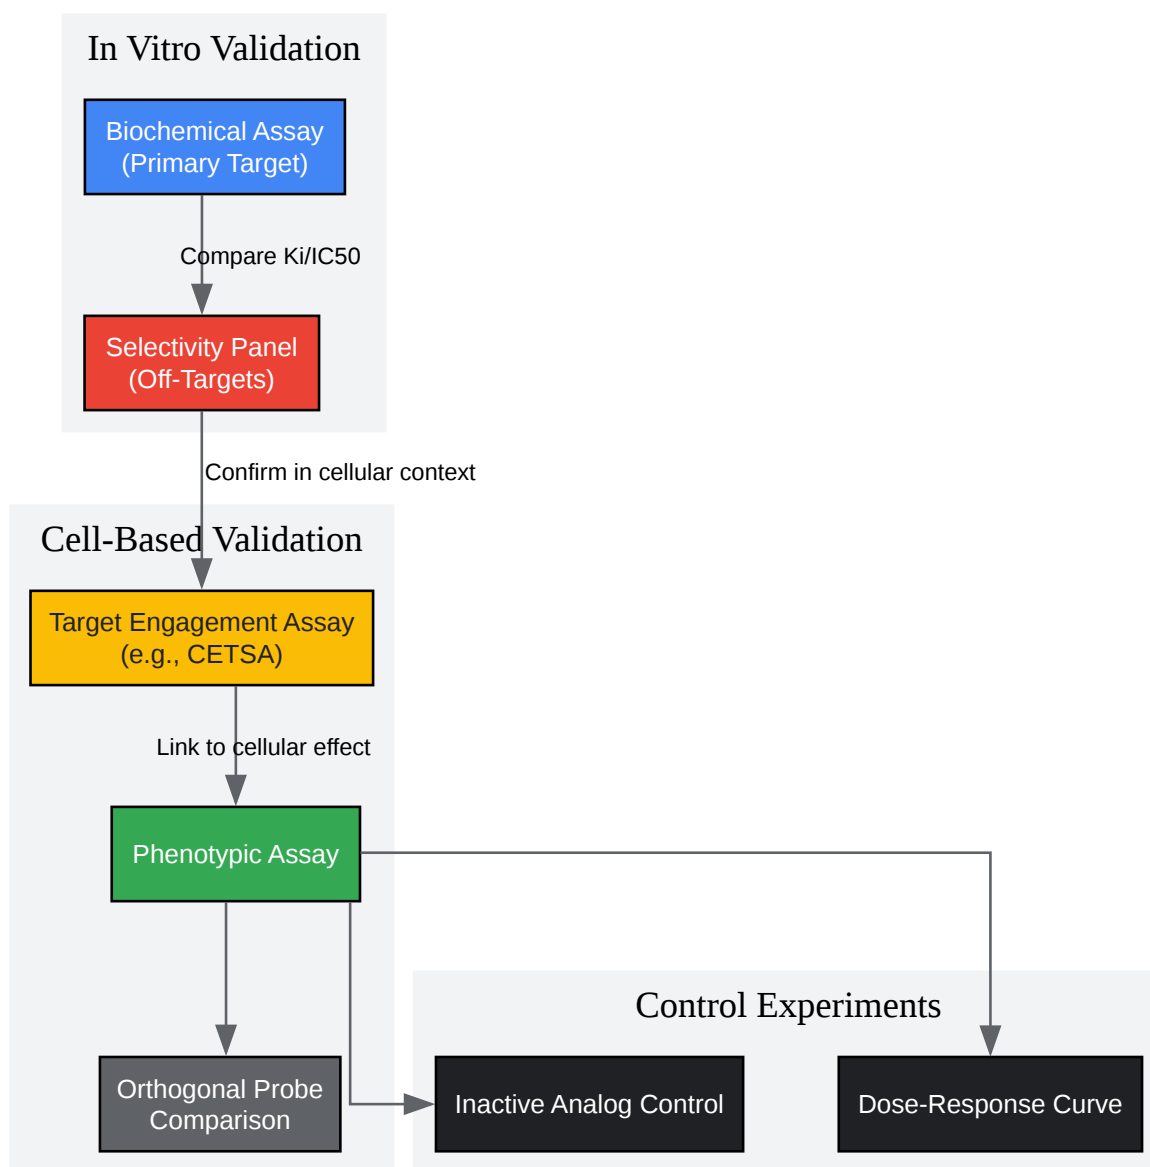 In Vitro Validation
Biochemical Assay
(Primary Target)
Compare Ki/IC50
Selectivity Panel
(Off-Targets)
Confirm in cellular context
Cell-Based Validation
Target Engagement Assay
(e.g., CETSA)
Link to cellular effect
Phenotypic Assay
Orthogonal Probe
Comparison
Control Experiments
Inactive Analog Control
Dose-Response Curve